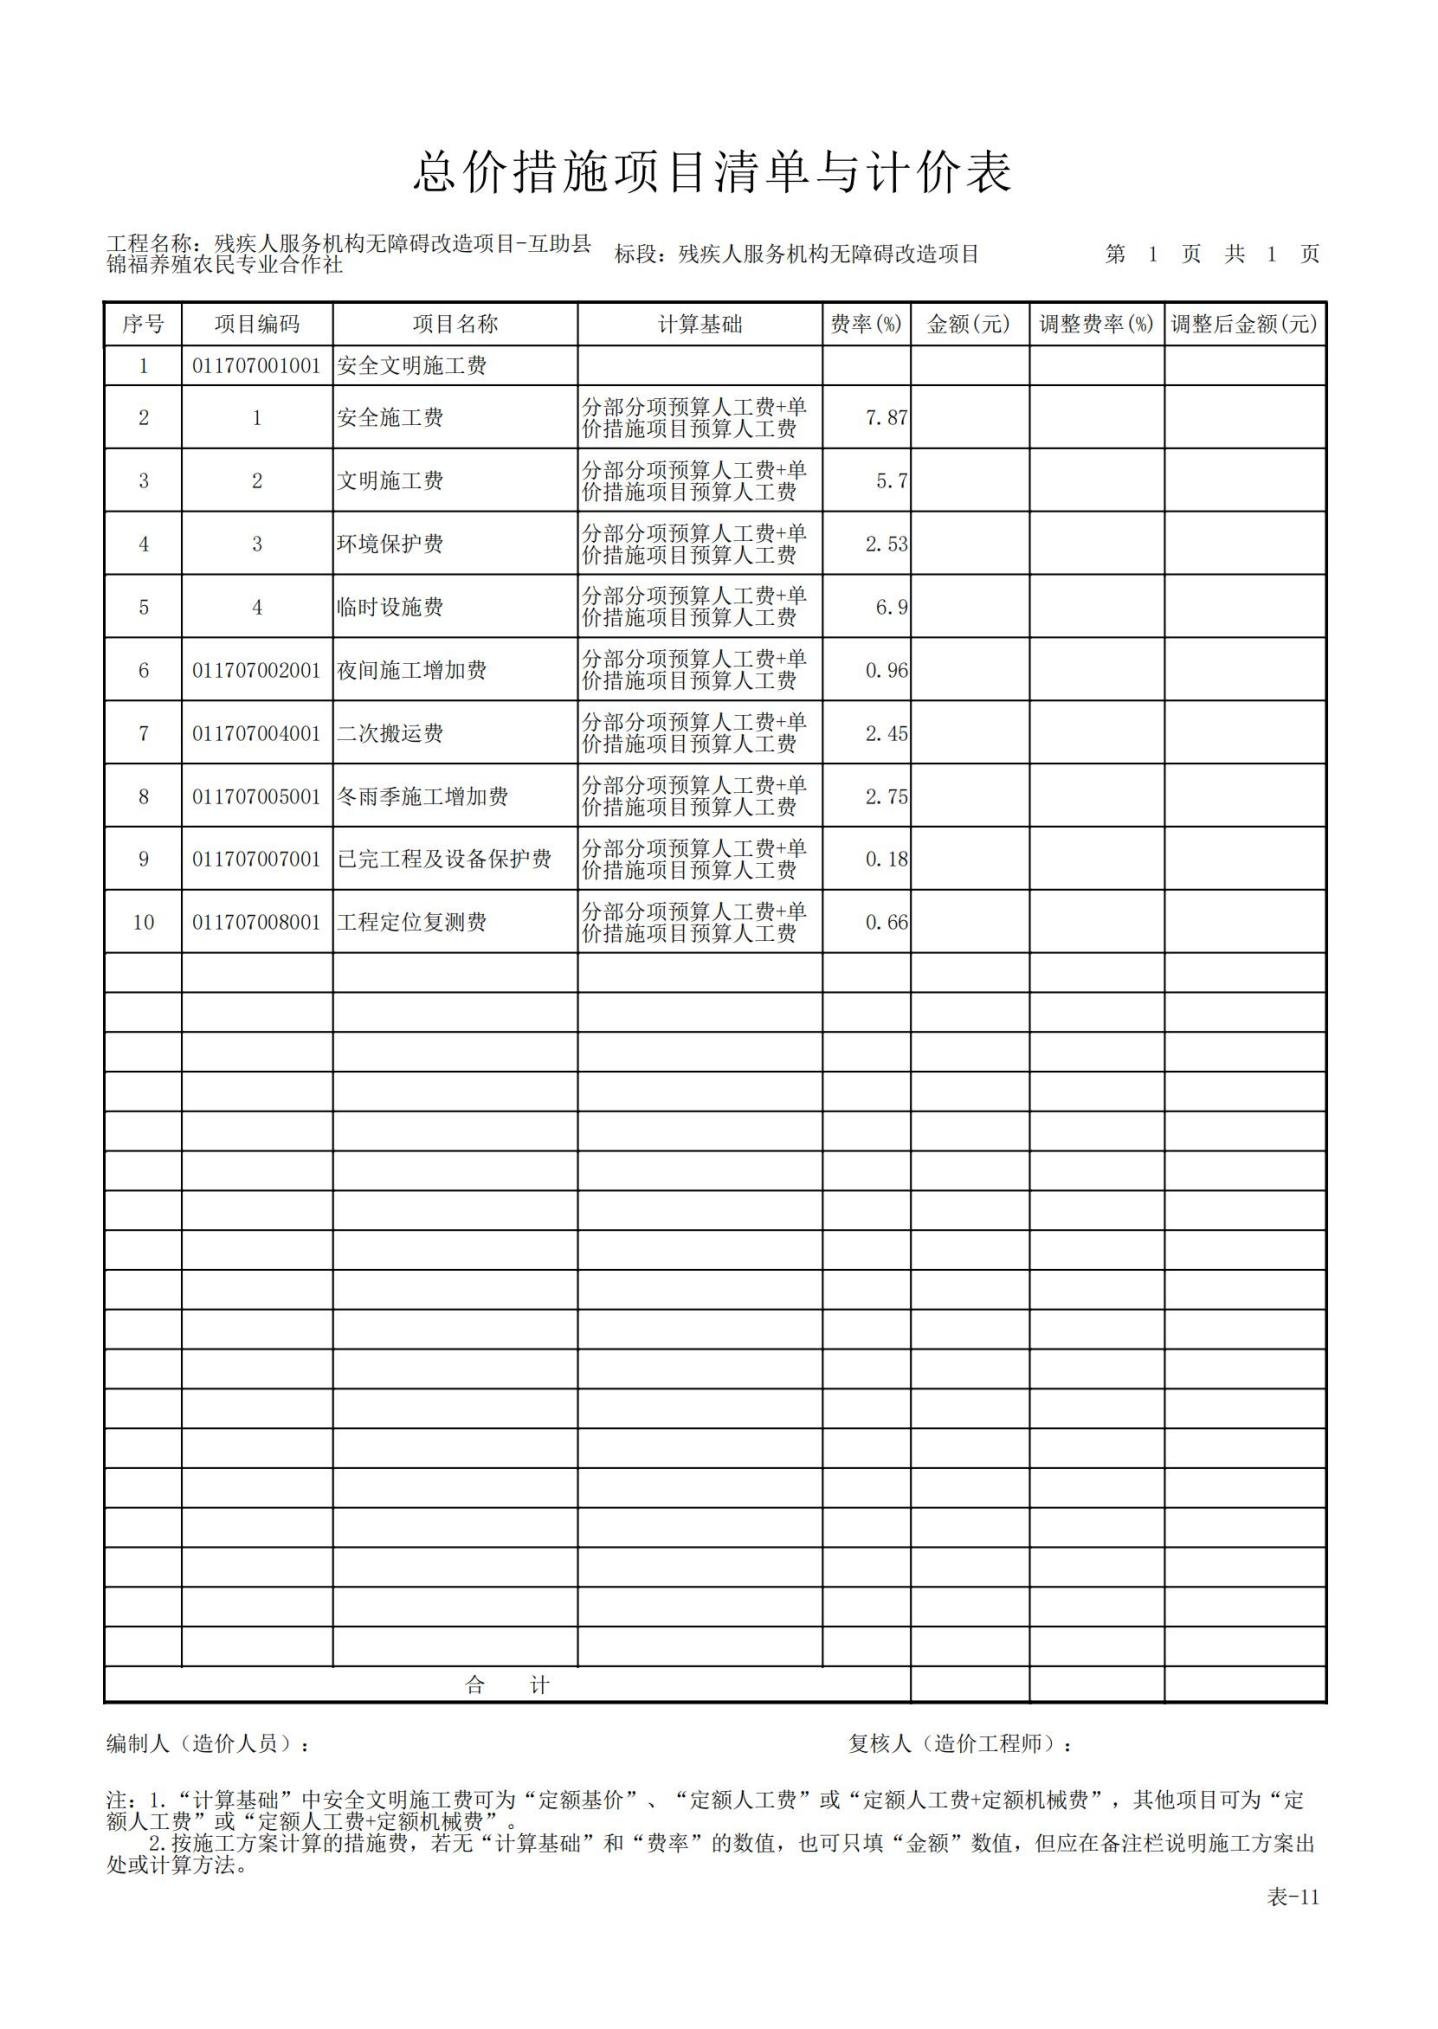 总价措施项目清单与计价表
工程名称：残疾人服务机构无障碍改造项目-互助县
锦福养殖农民专业合作社
标段：残疾人服务机构无障碍改造项目
第 1 页 共 1 页
序号 项目编码 项目名称 计算基础 费率(%) 金额(元) 调整费率(%) 调整后金额(元)
1 011707001001 安全文明施工费
2 1 安全施工费 分部分项预算人工费+单
价措施项目预算人工费 7.87
3 2 文明施工费 分部分项预算人工费+单
价措施项目预算人工费 5.7
4 3 环境保护费 分部分项预算人工费+单
价措施项目预算人工费 2.53
5 4 临时设施费 分部分项预算人工费+单
价措施项目预算人工费 6.9
6 011707002001 夜间施工增加费 分部分项预算人工费+单
价措施项目预算人工费 0.96
7 011707004001 二次搬运费 分部分项预算人工费+单
价措施项目预算人工费 2.45
8 011707005001 冬雨季施工增加费 分部分项预算人工费+单
价措施项目预算人工费 2.75
9 011707007001 已完工程及设备保护费 分部分项预算人工费+单
价措施项目预算人工费 0.18
10 011707008001 工程定位复测费 分部分项预算人工费+单
价措施项目预算人工费 0.66
合 计
编制人（造价人员）： 复核人（造价工程师）：
注：1.“计算基础”中安全文明施工费可为“定额基价”、“定额人工费”或“定额人工费+定额机械费”，其他项目可为“定
额人工费”或“定额人工费+定额机械费”。
2.按施工方案计算的措施费，若无“计算基础”和“费率”的数值，也可只填“金额”数值，但应在备注栏说明施工方案出
处或计算方法。
表-11